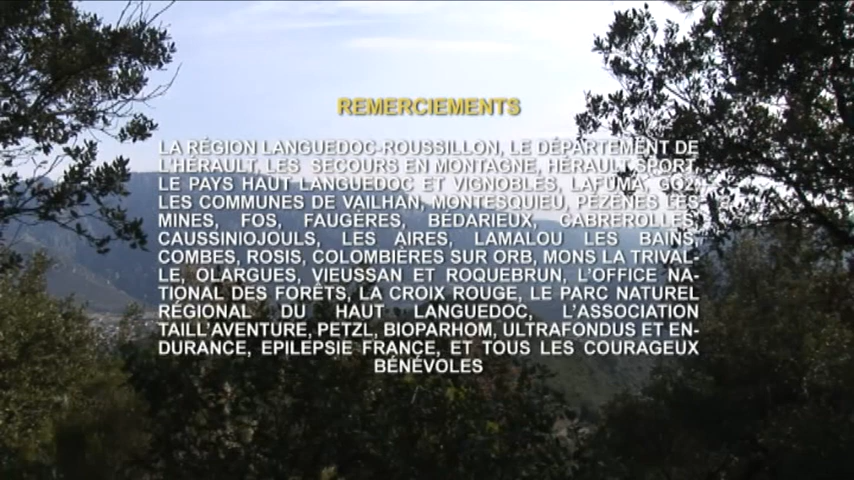 REMERCIEMENTS
LA RÉGION LANGUEDOC-ROUSSILLON, LE DÉPARTEMENT DE
L'HÉRAULT, LES SECOURS EN MONTAGNE, HÉRAULT SPORT,
LE PAYS HAUT LANGUEDOC ET VIGNOBLES, LAFUMA, GO2,
LES COMMUNES DE VAILHAN, MONTESQUIEU, PÉZÈNES LES
MINES, FOS, FAUGÈRES, BÉDARIEUX, CABREROLLES,
CAUSSINIOJOULS, LES AIRES, LAMALOU LES BAINS,
COMBES, ROSIS, COLOMBIÈRES SUR ORB, MONS LA TRIVAL-
LE, OLARGUES, VIEUSSAN ET ROQUEBRUN, L'OFFICE NA-
TIONAL DES FORÊTS, LA CROIX ROUGE, LE PARC NATUREL
RÉGIONAL DU HAUT LANGUEDOC, L'ASSOCIATION
TAILL'AVENTURE, PETZL, BIOPARHOM, ULTRAFONDUS ET EN-
DURANCE, EPILEPSIE FRANCE, ET TOUS LES COURAGEUX
BÉNÉVOLES